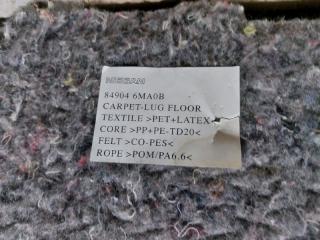 NISSAN
84904 6MA0B
CARPET-LUG FLOOR
TEXTILE >PET+LATEX<
CORE >PP+PE-TD20<
FELT >CO-PES<
ROPE >POM/PA6.6<